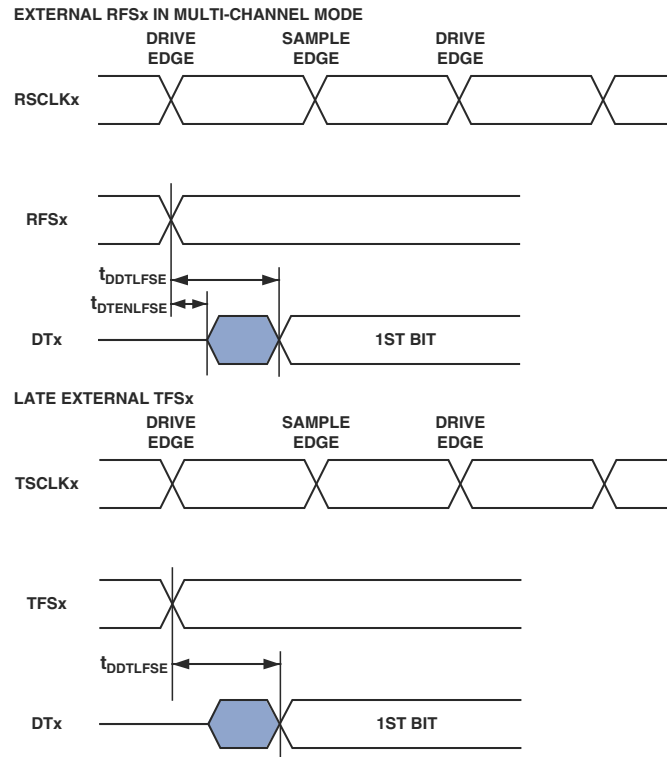 EXTERNAL RFSx IN MULTI-CHANNEL MODE
DRIVE EDGE
SAMPLE EDGE
DRIVE EDGE
RSCLKx
RFSx
tDDTLFSE
tDTENLFSE
DTx
1ST BIT
LATE EXTERNAL TFSx
DRIVE EDGE
SAMPLE EDGE
DRIVE EDGE
TSCLKx
TFSx
tDDTLFSE
DTx
1ST BIT